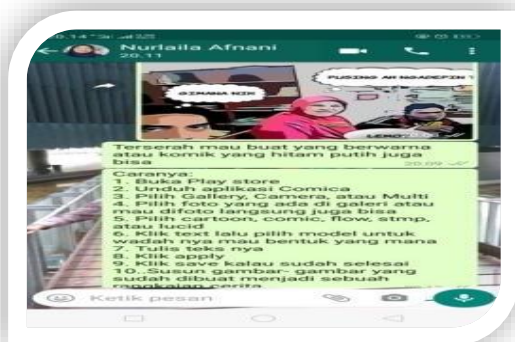 Nurlaila Afnani
20.11
GIMANA NIH
PUSING AH NGADEPIN
Terserah mau buat yang berwarna
atau komik yang hitam putih juga
bisa
20.09
Caranya:
1. Buka Play store
2. Unduh aplikasi Comica
3. Pilih Gallery, Camera, atau Multi
4. Pilih foto yang ada di galeri atau
mau difoto langsung juga bisa
5. Pilih cartoon, comic, flow, stmp,
atau lucid
6. Klik text lalu pilih model untuk
wadah nya mau bentuk yang mana
7. Tulis teks nya
8. Klik apply
9. Klik save kalau sudah selesai
10..Susun gambar- gambar yang
sudah dibuat menjadi sebuah
rangkaian cerita
Ketik pesan